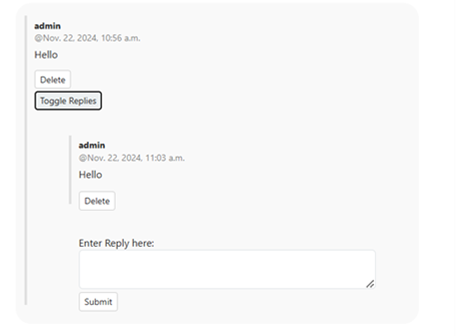 admin
@Nov. 22, 2024, 10:56 a.m.
Hello
Delete
Toggle Replies
admin
@Nov. 22, 2024, 11:03 a.m.
Hello
Delete
Enter Reply here:
Submit